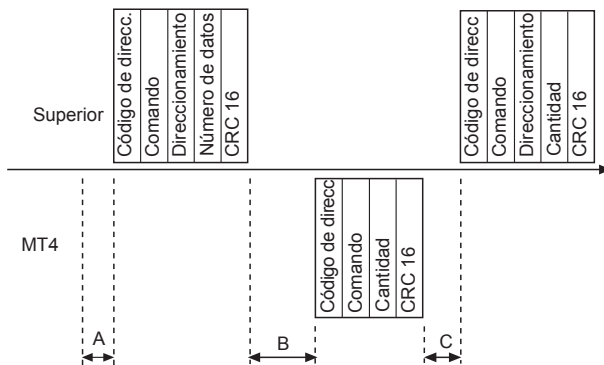 Superior
Código de direcc.
Comando
Direccionamiento
Número de datos
CRC 16
Código de direcc
Comando
Direccionamiento
Cantidad
CRC 16
MT4
Código de direcc
Comando
Cantidad
CRC 16
A
B
C